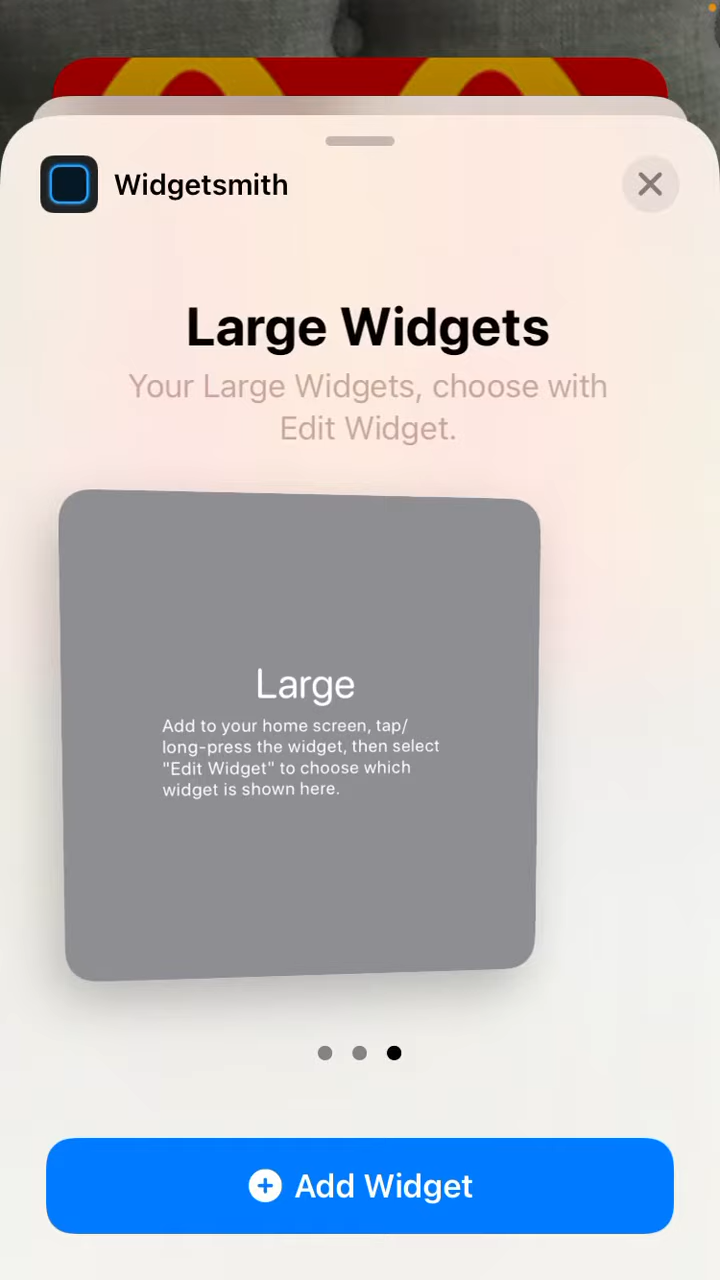 Widgetsmith
Large Widgets
Your Large Widgets, choose with
Edit Widget.
Large
Add to your home screen, tap/
long-press the widget, then select
"Edit Widget" to choose which
widget is shown here.
Add Widget